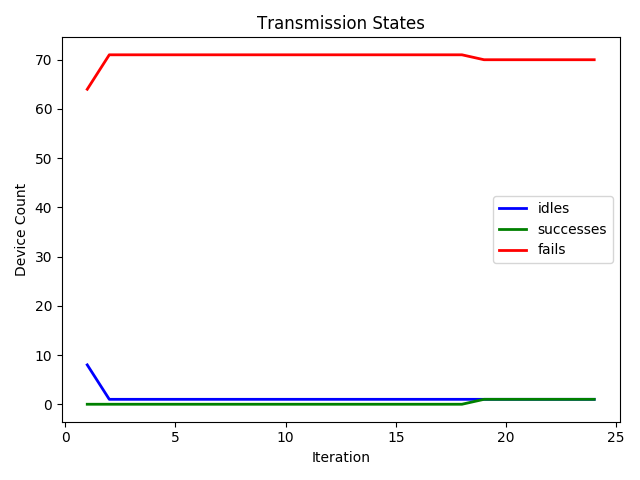 Transmission States
Device Count
70
60
50
40
30
20
10
0
idles
successes
fails
0 5 10 15 20 25
Iteration